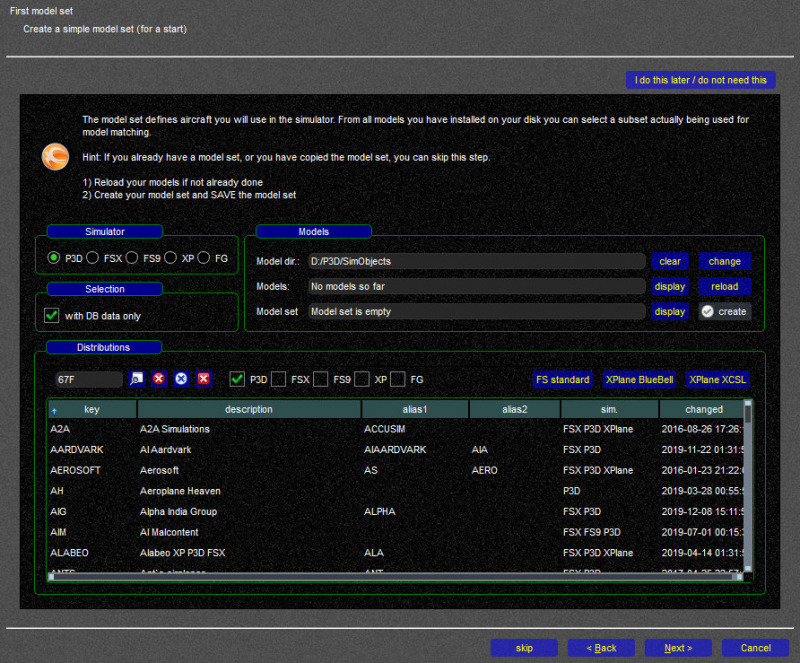 First model set
Create a simple model set (for a start)
I do this later / do not need this
The model set defines aircraft you will use in the simulator. From all models you have installed on your disk you can select a subset actually being used for
model matching.
Hint: If you already have a model set, or you have copied the model set, you can skip this step.
1) Reload your models if not already done
2) Create your model set and SAVE the model set
Simulator
P3D FSX FS9 XP FG
Selection
with DB data only
Models
Model dir.: D:/P3D/SimObjects clear change
Models: No models so far display reload
Model set Model set is empty display create
Distributions
67F P3D FSX FS9 XP FG FS standard XPlane BlueBell XPlane XCSL
key description alias1 alias2 sim. changed
A2A A2A Simulations ACCUSIM FSX P3D XPlane 2016-08-26 17:26:
AARDVARK AI Aardvark AIAARDVARK AIA FSX P3D 2019-11-22 01:31:5
AEROSOFT Aerosoft AS AERO FSX P3D XPlane 2016-01-23 21:22:
AH Aeroplane Heaven P3D 2019-03-28 00:55:5
AIG Alpha India Group ALPHA FSX P3D 2019-12-08 15:11:5
AIM AI Malcontent FSX FS9 P3D 2019-07-01 00:15:
ALABEO Alabeo XP P3D FSX ALA FSX P3D XPlane 2019-04-14 01:31:5
skip < Back Next > Cancel